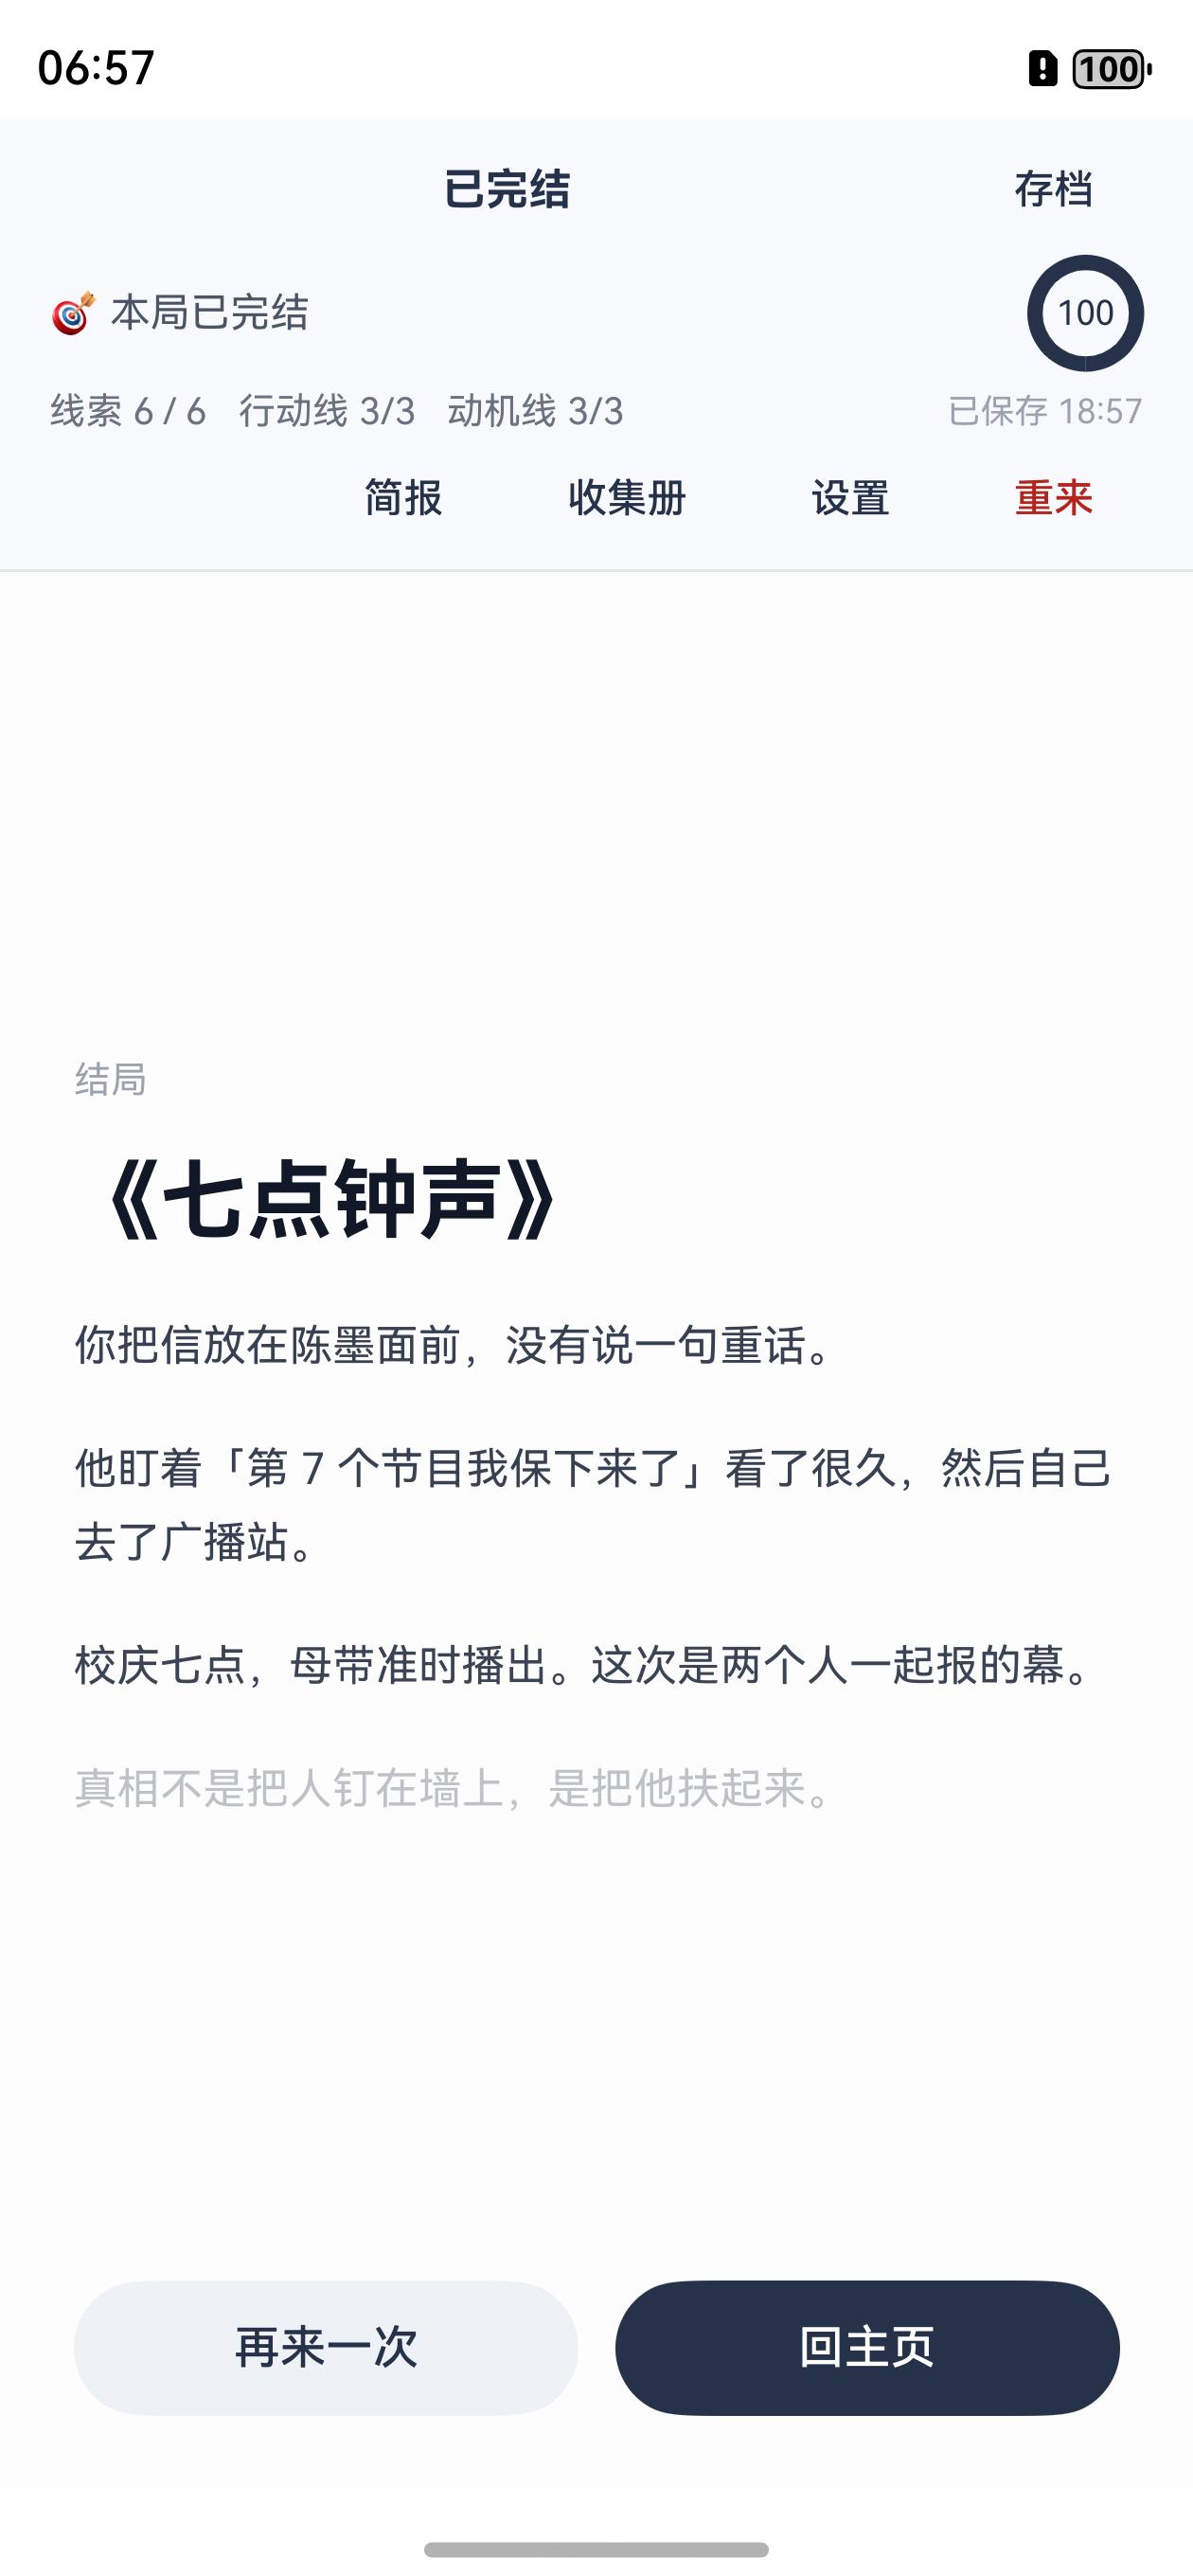 06:57
100
已完结
存档
🎯 本局已完结
100
线索 6 / 6 行动线 3/3 动机线 3/3
已保存 18:57
简报 收集册 设置 重来
结局
《七点钟声》
你把信放在陈墨面前，没有说一句重话。
他盯着「第 7 个节目我保下来了」看了很久，然后自己
去了广播站。
校庆七点，母带准时播出。这次是两个人一起报的幕。
真相不是把人钉在墙上，是把他扶起来。
再来一次
回主页